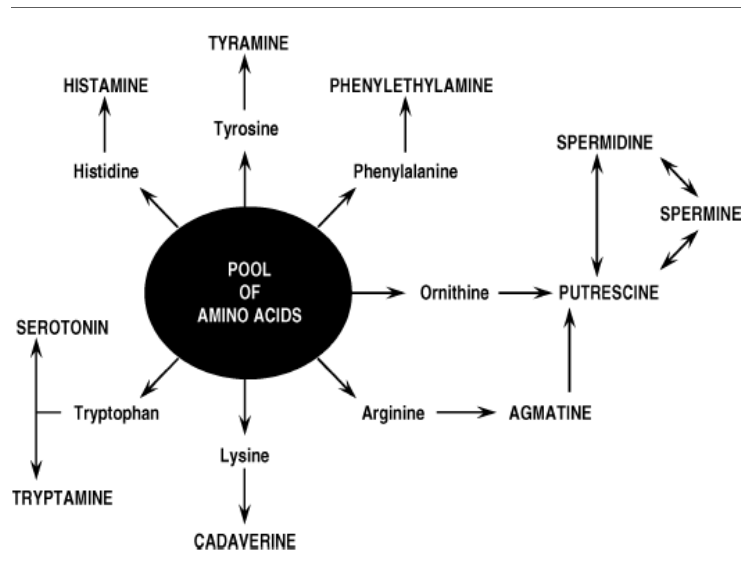 TYRAMINE
HISTAMINE
PHENYLETHYLAMINE
Tyrosine
SPERMIDINE
Histidine
Phenylalanine
SPERMINE
POOL
OF
AMINO ACIDS
Ornithine
PUTRESCINE
SEROTONIN
Tryptophan
Arginine
AGMATINE
Lysine
TRYPTAMINE
CADAVERINE